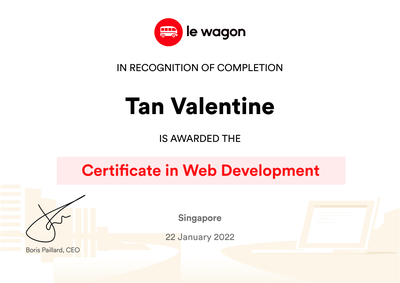 le wagon
IN RECOGNITION OF COMPLETION
Tan Valentine
IS AWARDED THE
Certificate in Web Development
Singapore
22 January 2022
Boris Paillard, CEO